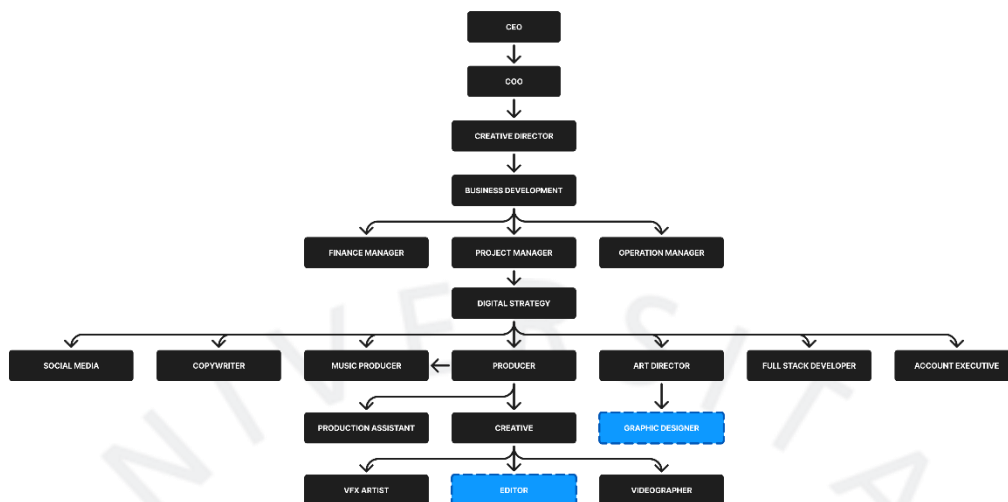 CEO
COO
CREATIVE DIRECTOR
BUSINESS DEVELOPMENT
FINANCE MANAGER
PROJECT MANAGER
OPERATION MANAGER
DIGITAL STRATEGY
SOCIAL MEDIA
COPYWRITER
MUSIC PRODUCER
PRODUCER
ART DIRECTOR
FULL STACK DEVELOPER
ACCOUNT EXECUTIVE
PRODUCTION ASSISTANT
CREATIVE
GRAPHIC DESIGNER
VFX ARTIST
EDITOR
VIDEOGRAPHER
NIVERSITA